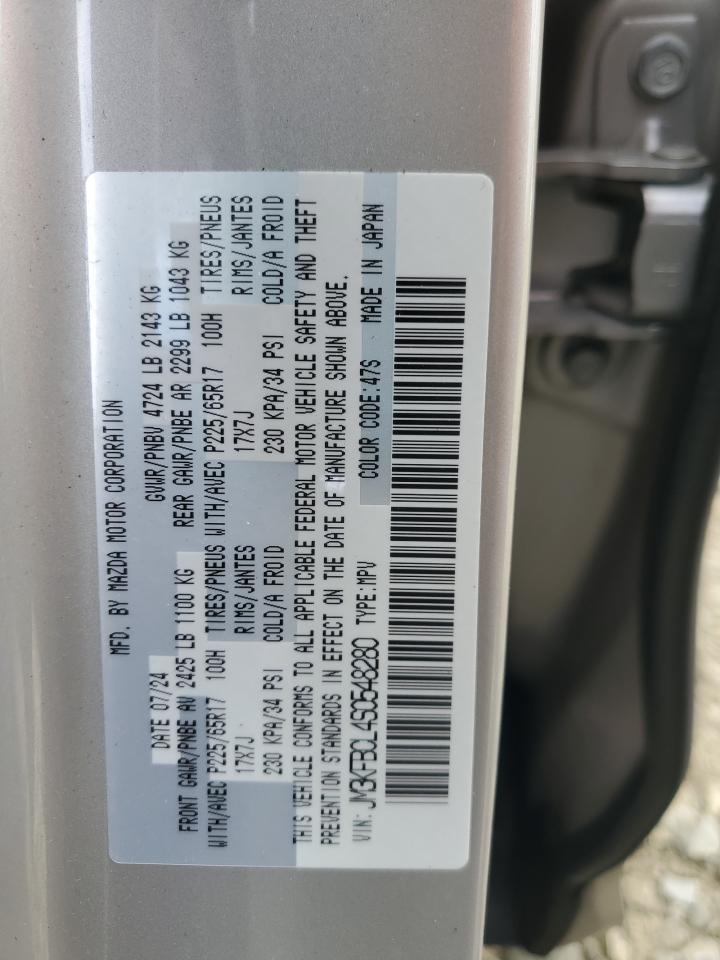 MFD. BY MAZDA MOTOR CORPORATION
DATE 07/24 GVWR/PNBV 4724 LB 2143 KG
FRONT GAWR/PNBE AV 2425 LB 1100 KG REAR GAWR/PNBE AR 2299 LB 1043 KG
WITH/AVEC P225/65R17 100H TIRES/PNEUS WITH/AVEC P225/65R17 100H TIRES/PNEUS
17X7J RIMS/JANTES 17X7J RIMS/JANTES
230 KPA/34 PSI COLD/A FROID 230 KPA/34 PSI COLD/A FROID
THIS VEHICLE CONFORMS TO ALL APPLICABLE FEDERAL MOTOR VEHICLE SAFETY AND THEFT
PREVENTION STANDARDS IN EFFECT ON THE DATE OF MANUFACTURE SHOWN ABOVE.
VIN: JM3KFBCL4S0548280 TYPE:MPV COLOR CODE:47S MADE IN JAPAN